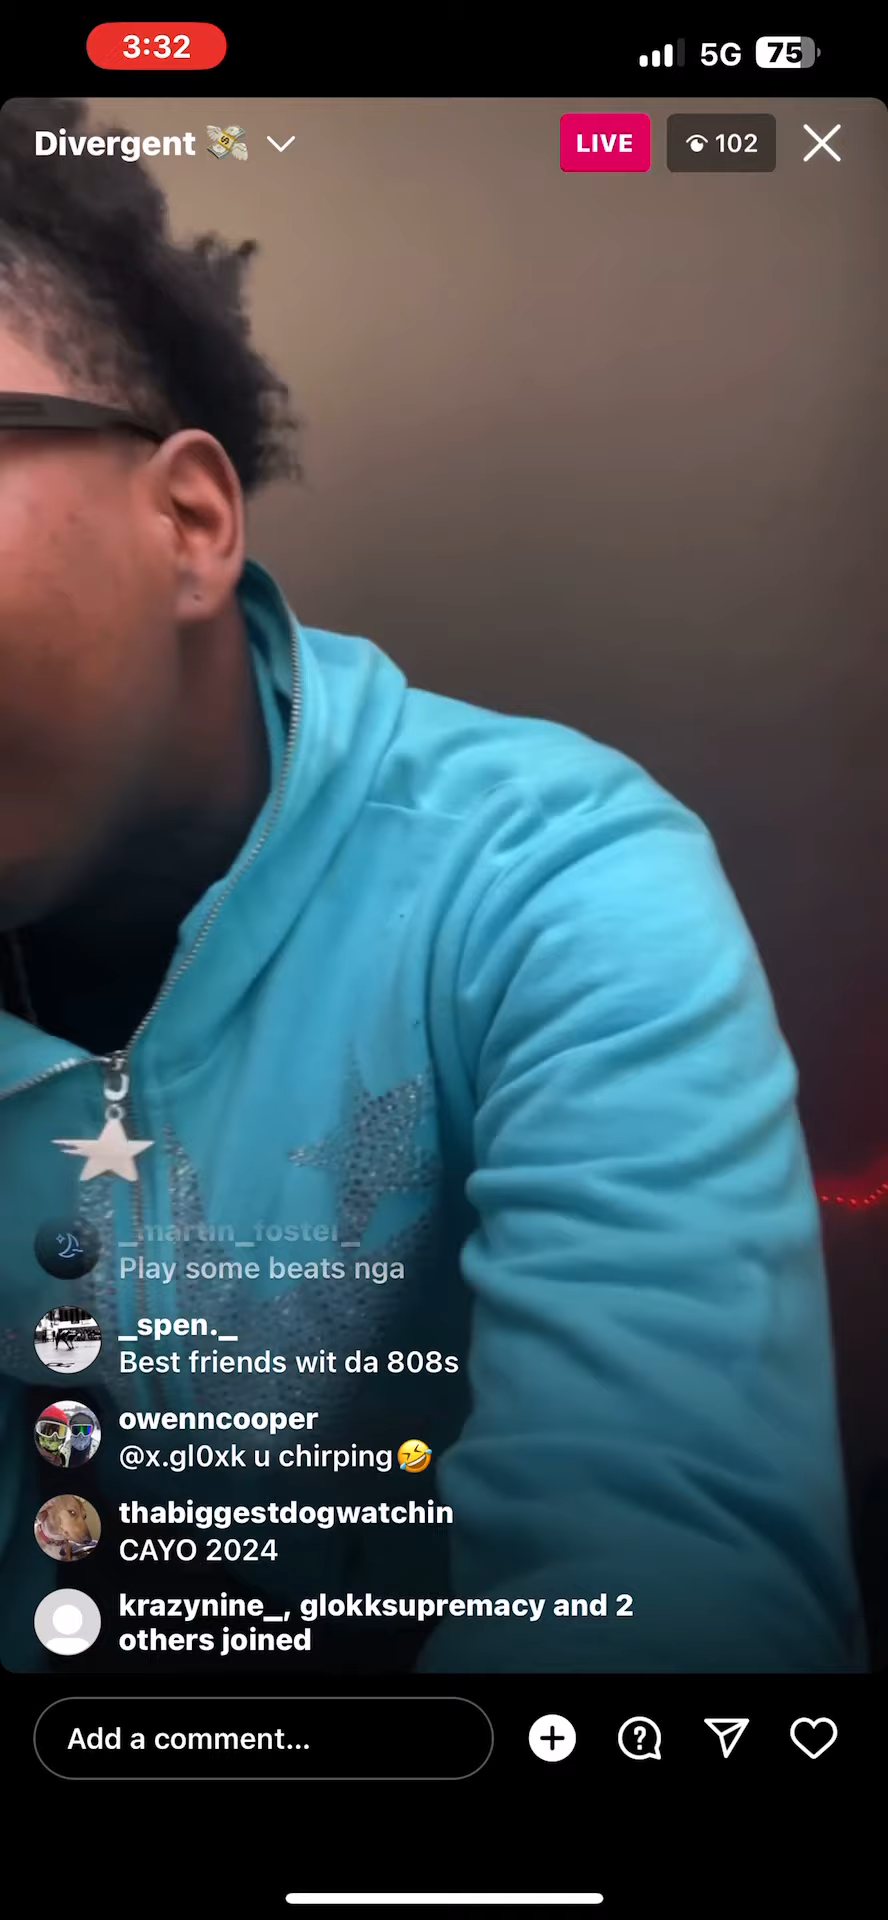 3:32
5G 75
Divergent 💸
LIVE
102
_martin_foster_
Play some beats nga
_spen._
Best friends wit da 808s
owenncooper
@x.gl0xk u chirping🤣
thabiggestdogwatchin
CAYO 2024
krazynine_, glokksupremacy and 2
others joined
Add a comment...